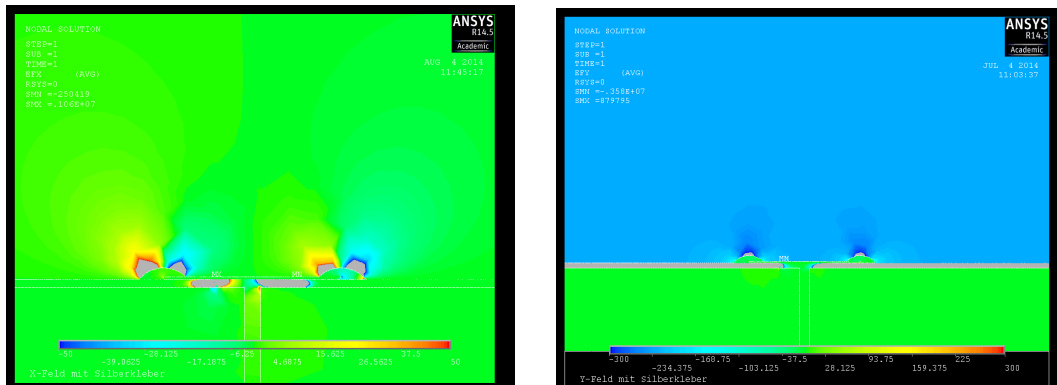 NODAL SOLUTION
STEP=1
SUB =1
TIME=1
EFX (AVG)
RSYS=0
SMN =-250419
SMX =.106E+07
ANSYS
R14.5
Academic
AUG 4 2014
11:45:17
MX
MN
-50
-28.125
-6.25
15.625
37.5
-39.0625
-17.1875
4.6875
26.5625
50
X-Feld mit Silberkleber
NODAL SOLUTION
STEP=1
SUB =1
TIME=1
EFY (AVG)
RSYS=0
SMN =-.358E+07
SMX =879795
ANSYS
R14.5
Academic
JUL 4 2014
11:03:37
MN
-300
-168.75
-37.5
93.75
225
-234.375
-103.125
28.125
159.375
300
Y-Feld mit Silberkleber